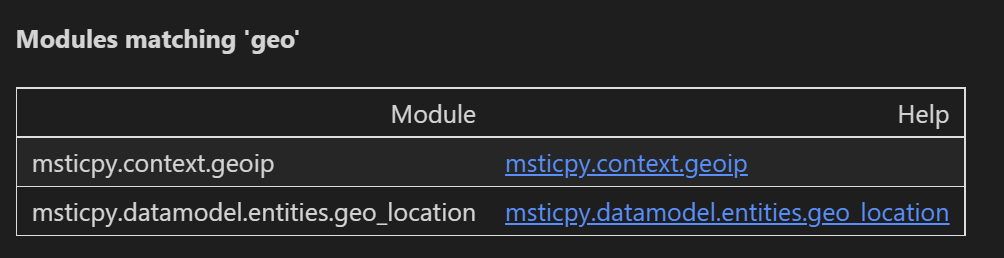 Modules matching 'geo'
Module Help
msticpy.context.geoip msticpy.context.geoip
msticpy.datamodel.entities.geo_location msticpy.datamodel.entities.geo_location